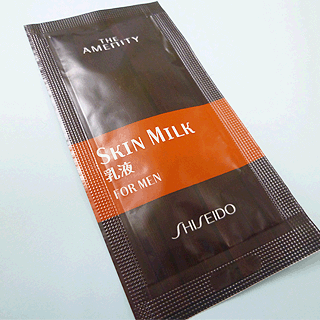 THE
AMENITY
SKIN MILK
乳液
FOR MEN
SHISEIDO